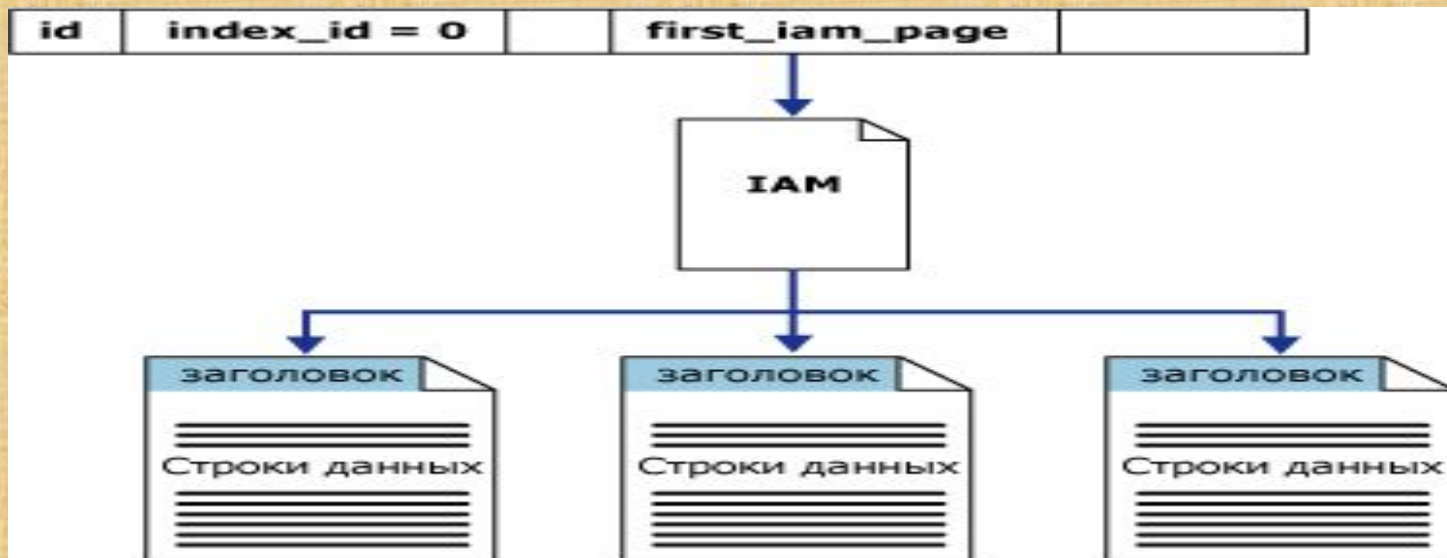 id index_id = 0 first_iam_page
IAM
заголовок заголовок заголовок
Строки данных Строки данных Строки данных